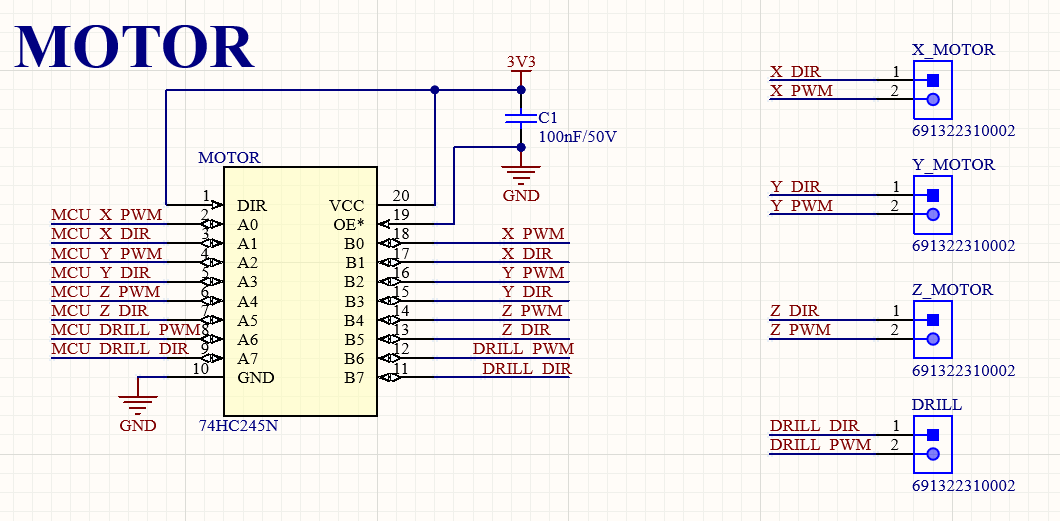 MOTOR
3V3
C1
100nF/50V
GND
MOTOR
1 DIR VCC 20
MCU_X_PWM 2 A0 OE* 19
MCU_X_DIR 3 A1 B0 18 X_PWM
MCU_Y_PWM 4 A2 B1 17 X_DIR
MCU_Y_DIR 5 A3 B2 16 Y_PWM
MCU_Z_PWM 6 A4 B3 15 Y_DIR
MCU_Z_DIR 7 A5 B4 14 Z_PWM
MCU_DRILL_PWM 8 A6 B5 13 Z_DIR
MCU_DRILL_DIR 9 A7 B6 12 DRILL_PWM
10 GND B7 11 DRILL_DIR
GND
74HC245N
X_MOTOR
X_DIR 1
X_PWM 2
691322310002
Y_MOTOR
Y_DIR 1
Y_PWM 2
691322310002
Z_MOTOR
Z_DIR 1
Z_PWM 2
691322310002
DRILL
DRILL_DIR 1
DRILL_PWM 2
691322310002